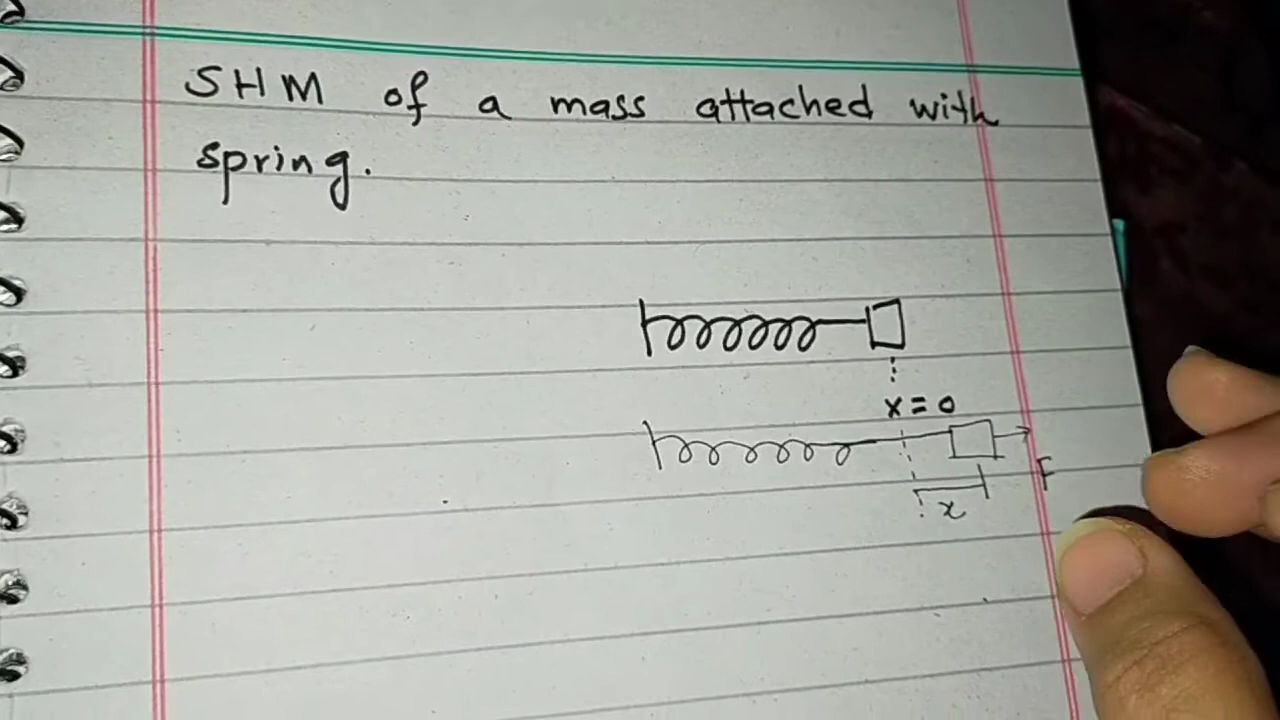 SHM of a mass attached with
spring.
x = 0
F
x